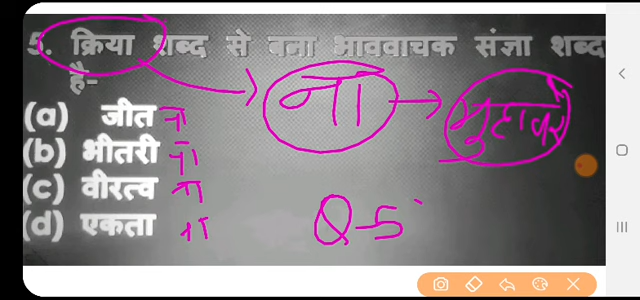 5. क्रिया शब्द से बना भाववाचक संज्ञा शब्द
है-
(a) जीत ना
(b) भीतरी ना
(c) वीरत्व ना
(d) एकता ना
ना
मुहावरे
Q-5